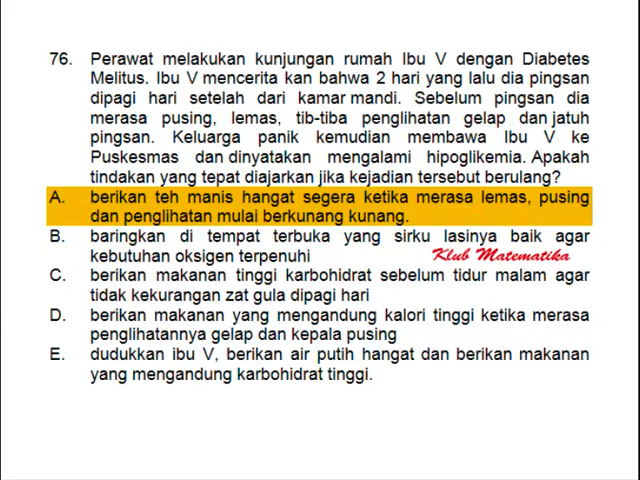 76. Perawat melakukan kunjungan rumah Ibu V dengan Diabetes
Melitus. Ibu V mencerita kan bahwa 2 hari yang lalu dia pingsan
dipagi hari setelah dari kamar mandi. Sebelum pingsan dia
merasa pusing, lemas, tib-tiba penglihatan gelap dan jatuh
pingsan. Keluarga panik kemudian membawa Ibu V ke
Puskesmas dan dinyatakan mengalami hipoglikemia. Apakah
tindakan yang tepat diajarkan jika kejadian tersebut berulang?
A. berikan teh manis hangat segera ketika merasa lemas, pusing
dan penglihatan mulai berkunang kunang.
B. baringkan di tempat terbuka yang sirku lasinya baik agar
kebutuhan oksigen terpenuhi
Klub Matematika
C. berikan makanan tinggi karbohidrat sebelum tidur malam agar
tidak kekurangan zat gula dipagi hari
D. berikan makanan yang mengandung kalori tinggi ketika merasa
penglihatannya gelap dan kepala pusing
E. dudukkan ibu V, berikan air putih hangat dan berikan makanan
yang mengandung karbohidrat tinggi.